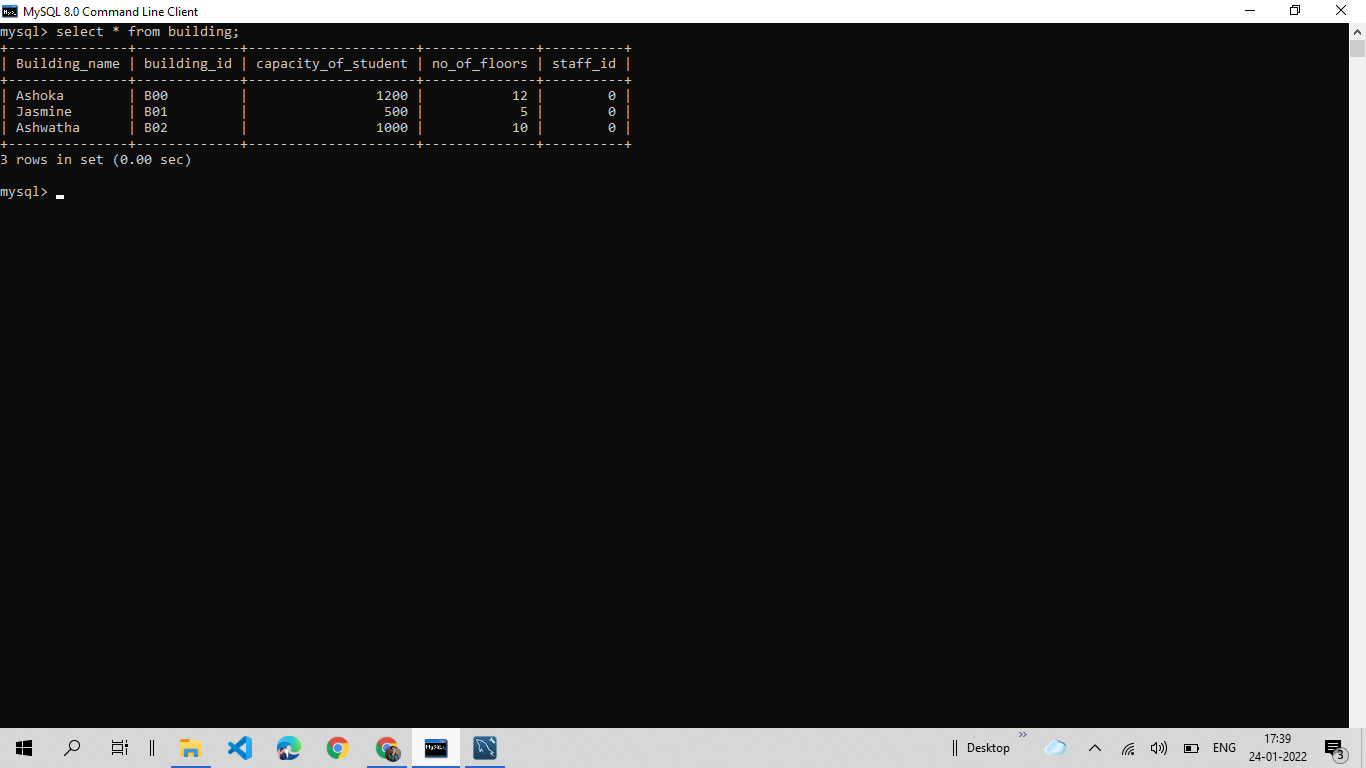 MySQL 8.0 Command Line Client
mysql> select * from building;
+---------------+-------------+---------------------+--------------+----------+
| Building_name | building_id | capacity_of_student | no_of_floors | staff_id |
+---------------+-------------+---------------------+--------------+----------+
| Ashoka        | B00         |                1200 |           12 |        0 |
| Jasmine       | B01         |                 500 |            5 |        0 |
| Ashwatha      | B02         |                1000 |           10 |        0 |
+---------------+-------------+---------------------+--------------+----------+
3 rows in set (0.00 sec)
mysql>
Desktop
ENG
17:39
24-01-2022
3